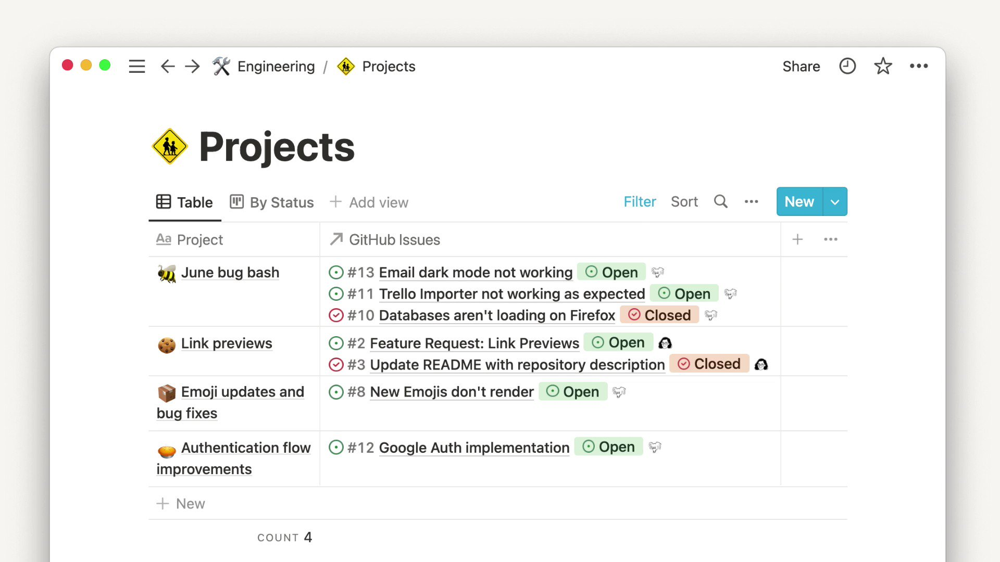 Engineering / Projects Share
Projects
Table By Status Add view Filter Sort New
Aa Project GitHub Issues
June bug bash
#13 Email dark mode not working Open
#11 Trello Importer not working as expected Open
#10 Databases aren't loading on Firefox Closed
Link previews
#2 Feature Request: Link Previews Open
#3 Update README with repository description Closed
Emoji updates and
bug fixes
#8 New Emojis don't render Open
Authentication flow
improvements
#12 Google Auth implementation Open
New
COUNT 4